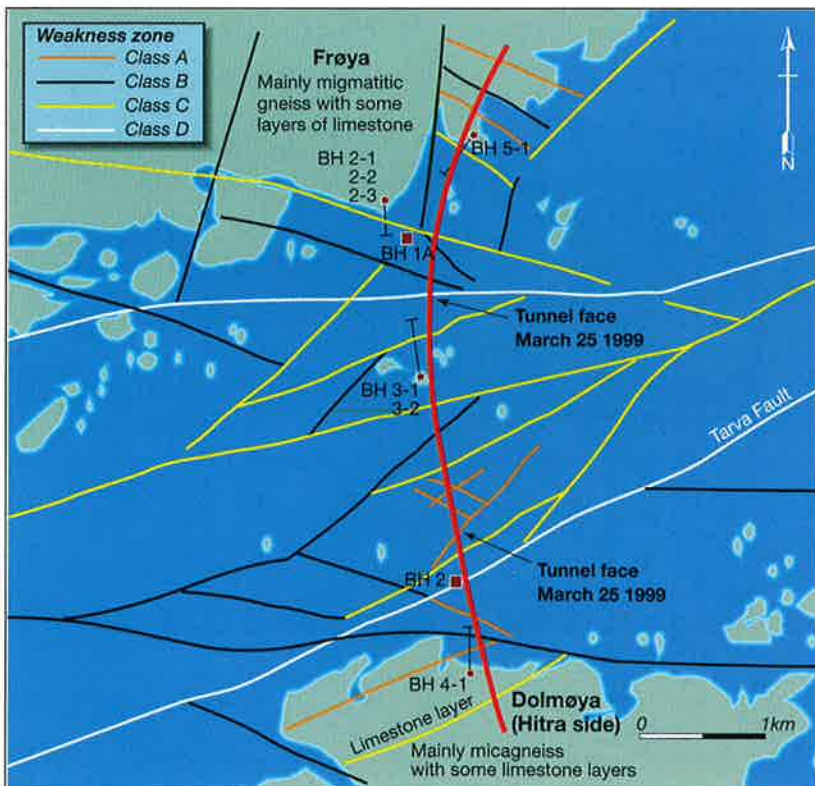 Weakness zone
Class A
Class B
Class C
Class D
Frøya
Mainly migmatitic
gneiss with some
layers of limestone
N
BH 2-1
2-2
2-3
BH 5-1
BH 1A
Tunnel face
March 25 1999
BH 3-1
3-2
Tarva Fault
BH 2
Tunnel face
March 25 1999
BH 4-1
Limestone layer
Dolmøya
(Hitra side)
0 1km
Mainly micagneiss
with some limestone layers